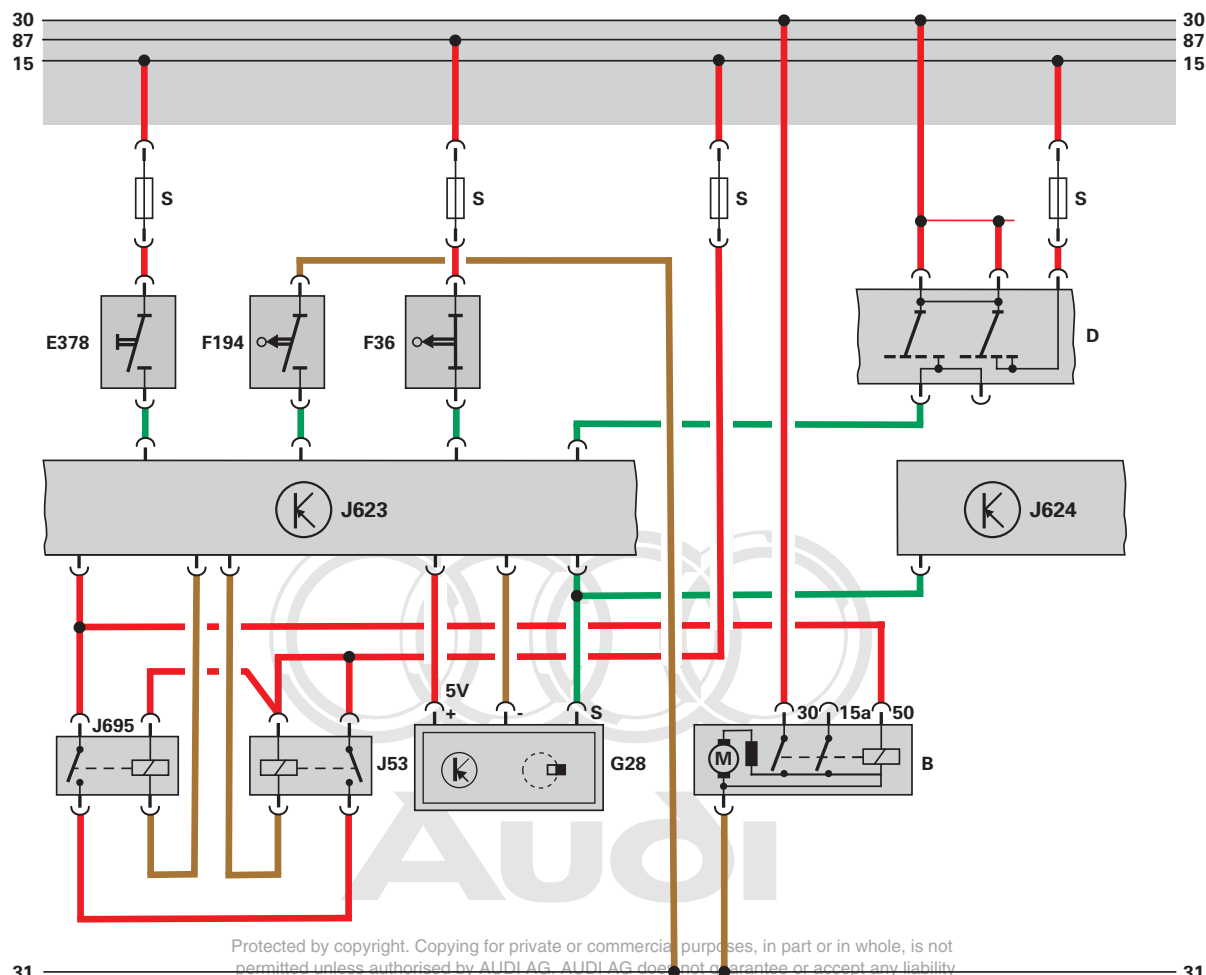 30 30
87 87
15 15
S S S S
E378 F194 F36 D
J623 J624
5V
+ - S 30 15a 50
J695
J53 G28 M B
Audi
Protected by copyright. Copying for private or commercial purposes, in part or in whole, is not
permitted unless authorised by AUDI AG. AUDI AG does not guarantee or accept any liability
31 31